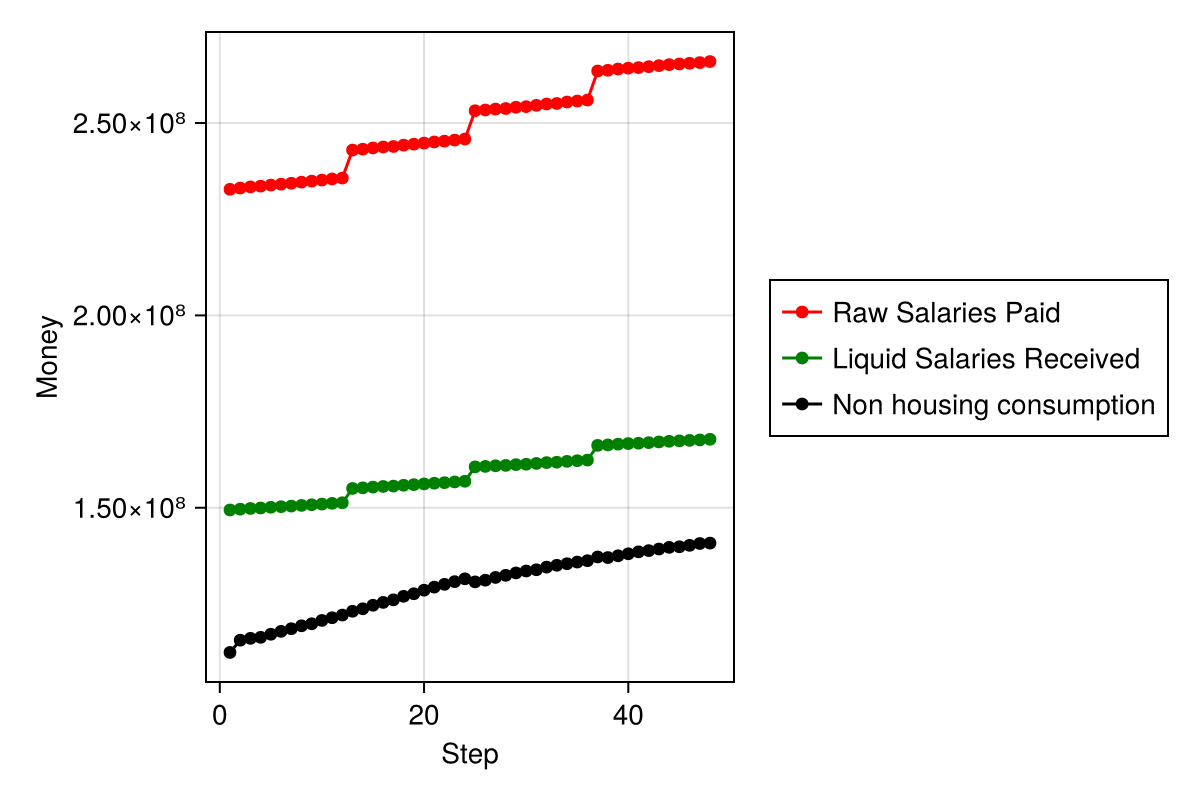 2.50×10⁸
2.00×10⁸
1.50×10⁸
Money
0 20 40
Step
Raw Salaries Paid
Liquid Salaries Received
Non housing consumption